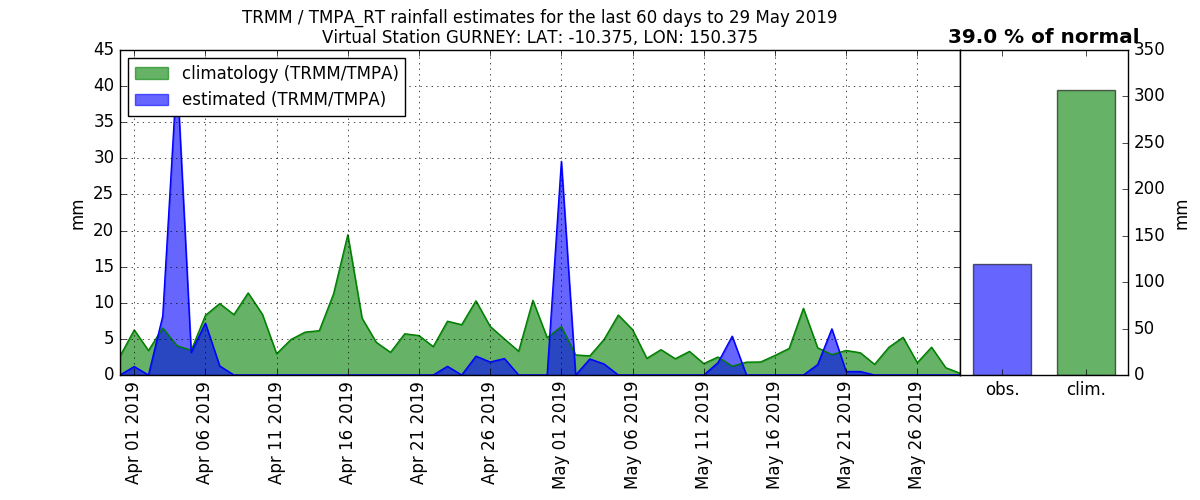 TRMM / TMPA_RT rainfall estimates for the last 60 days to 29 May 2019
Virtual Station GURNEY: LAT: -10.375, LON: 150.375
39.0 % of normal
climatology (TRMM/TMPA)
estimated (TRMM/TMPA)
45
40
35
30
25
20
15
10
5
0
mm
Apr 01 2019
Apr 06 2019
Apr 11 2019
Apr 16 2019
Apr 21 2019
Apr 26 2019
May 01 2019
May 06 2019
May 11 2019
May 16 2019
May 21 2019
May 26 2019
350
300
250
200
150
100
50
0
mm
obs.
clim.